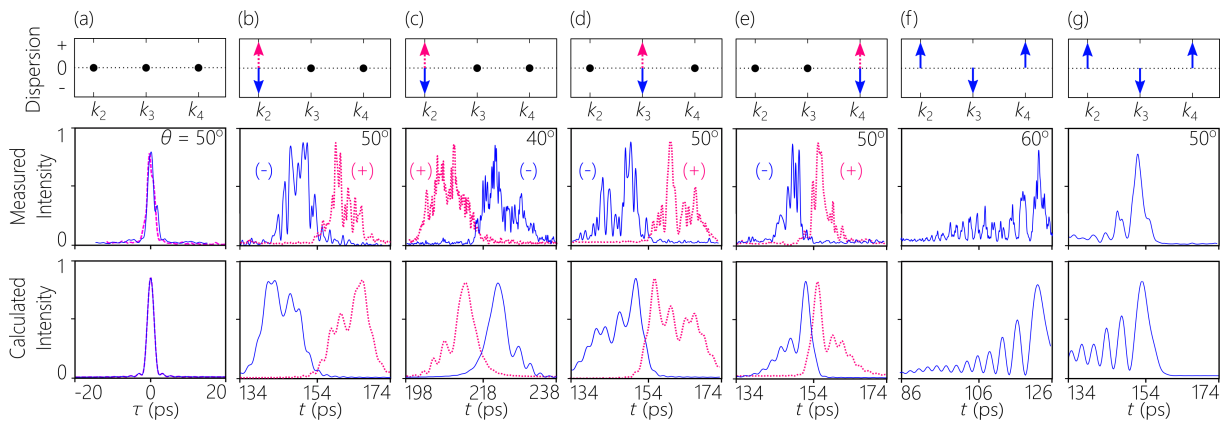 (a) (b) (c) (d) (e) (f) (g)
Dispersion
+
0
-
k2 k3 k4 k2 k3 k4 k2 k3 k4 k2 k3 k4 k2 k3 k4 k2 k3 k4 k2 k3 k4
Measured
Intensity
1
0
θ = 50° 50° 40° 50° 50° 60° 50°
(-) (+) (+) (-) (-) (+) (-) (+)
Calculated
Intensity
1
0
-20 0 20 134 154 174 198 218 238 134 154 174 134 154 174 86 106 126 134 154 174
τ (ps) t (ps) t (ps) t (ps) t (ps) t (ps) t (ps)